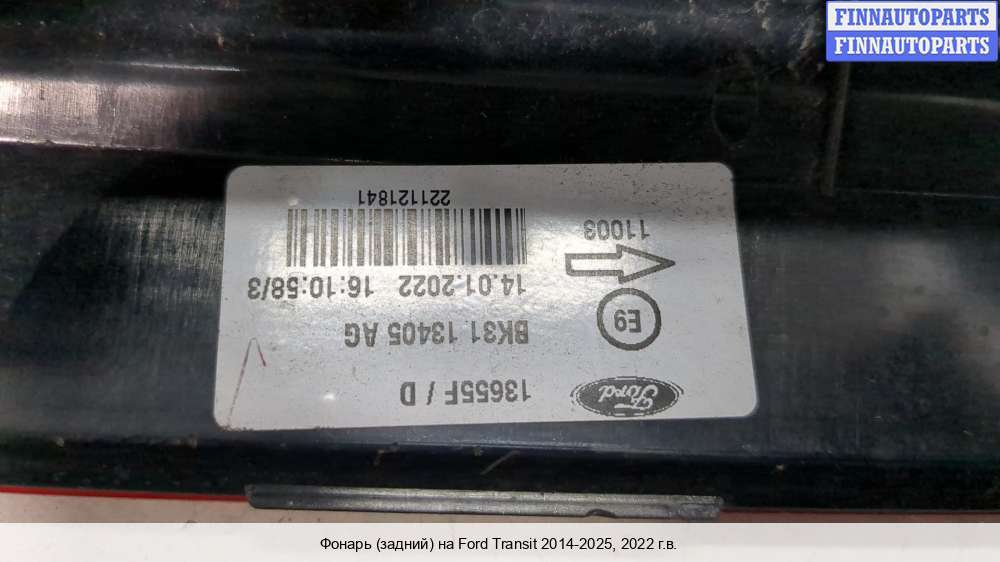 FINNAUTOPARTS
FINNAUTOPARTS
Ford
13655F / D
BK31 13405 AG
E9
14.01.2022 16:10:58/3
11003
221121841
Фонарь (задний) на Ford Transit 2014-2025, 2022 г.в.